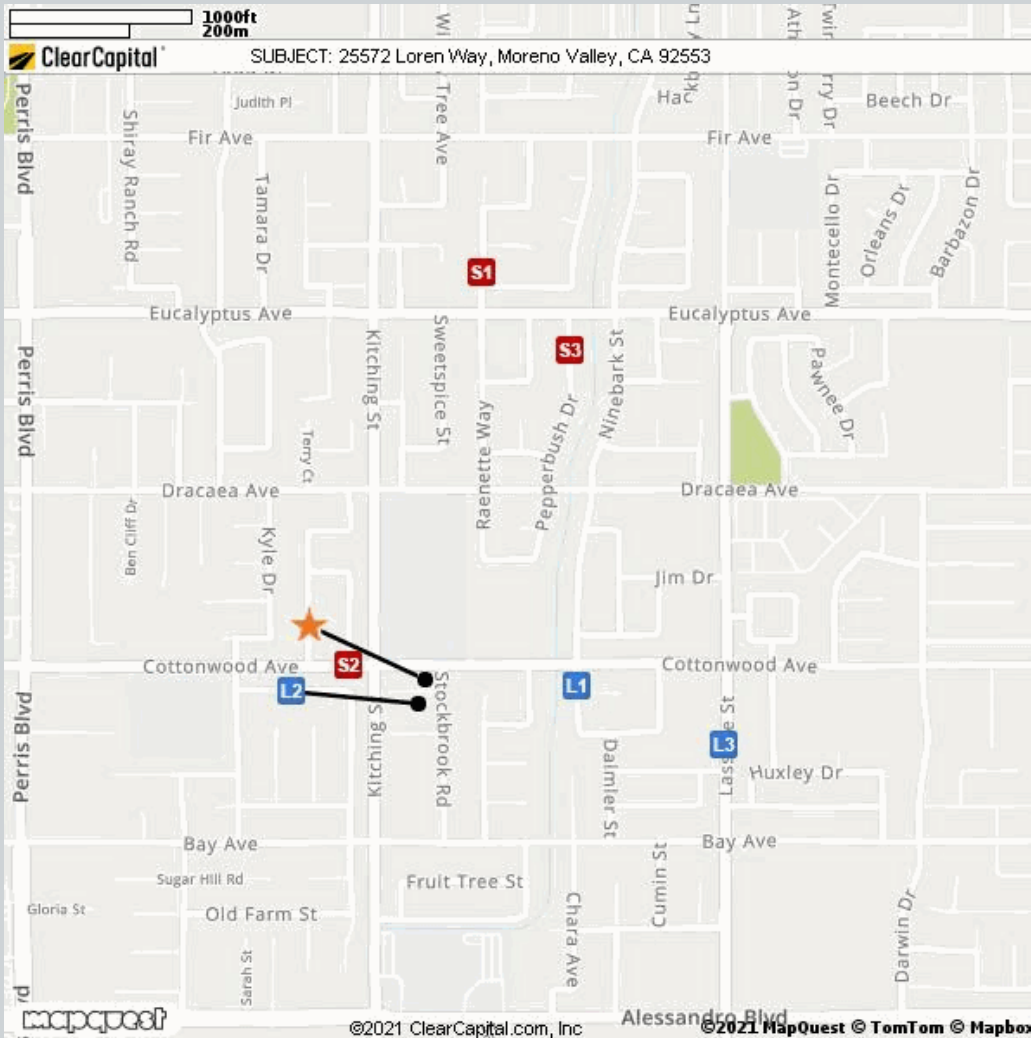 1000ft
200m
ClearCapital
SUBJECT: 25572 Loren Way, Moreno Valley, CA 92553
Perris Blvd
Shiray Ranch Rd
Judith Pl
Tree Ave
Beech Dr
Fir Ave
Fir Ave
Tamara Dr
Montecello Dr
Orleans Dr
Barbazon Dr
S1
Eucalyptus Ave
Eucalyptus Ave
Perris Blvd
Kitching St
Sweetspice St
S3
Ninebark St
Pawnee Dr
Terry Ct
Raenette Way
Pepperbush Dr
Dracaea Ave
Dracaea Ave
Ben Cliff Dr
Kyle Dr
Jim Dr
Cottonwood Ave
S2
Cottonwood Ave
L2
L1
Perris Blvd
Kitching S
Stockbrook Rd
Daimler St
L3
Huxley Dr
Bay Ave
Bay Ave
Sugar Hill Rd
Fruit Tree St
Gloria St
Old Farm St
Chara Ave
Cumin St
Darwin Dr
Sarah St
mapquest
©2021 ClearCapital.com, Inc
Alessandro Blvd
©2021 MapQuest © TomTom © Mapbox